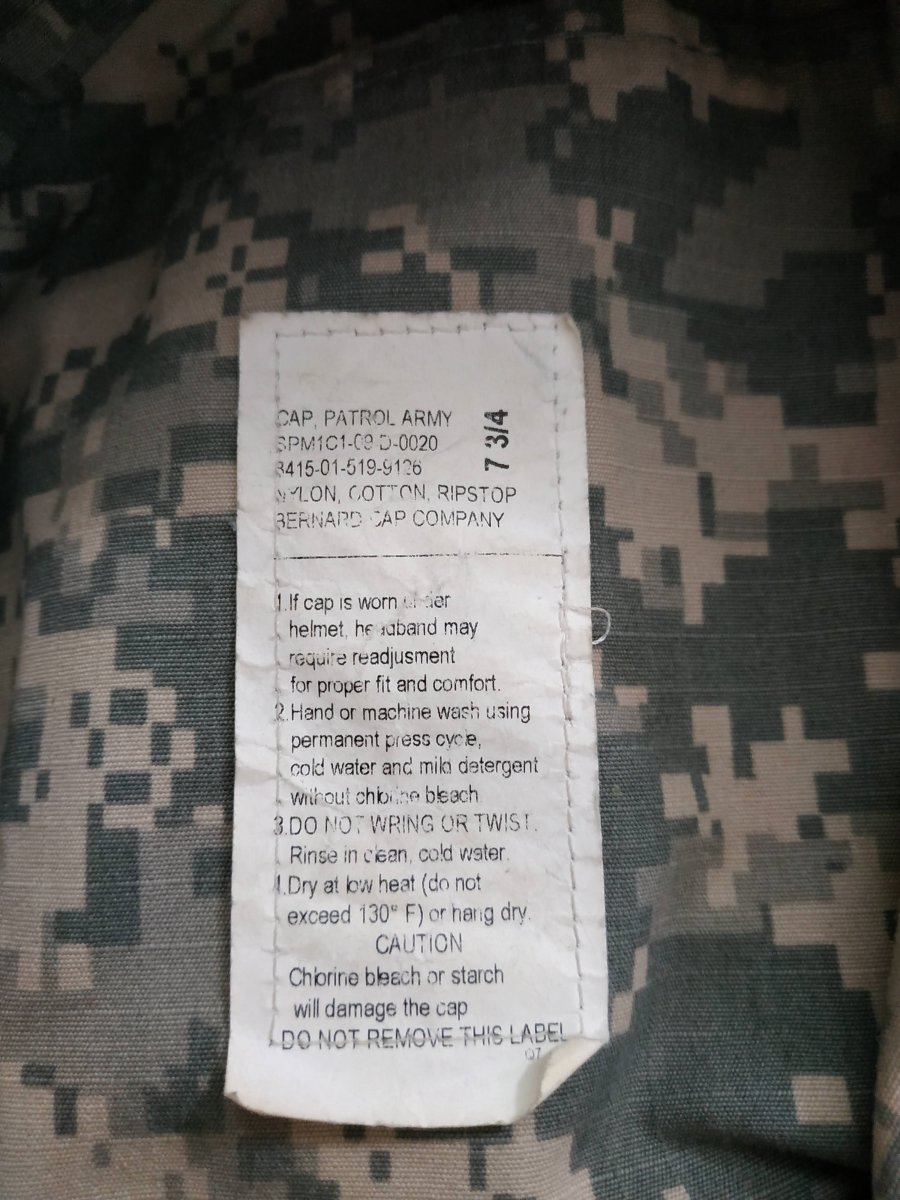 CAP, PATROL ARMY
SPM1C1-09-D-0020
8415-01-519-9126
7 3/4
NYLON, COTTON, RIPSTOP
BERNARD CAP COMPANY
1.If cap is worn under
helmet, headband may
require readjusment
for proper fit and comfort.
2.Hand or machine wash using
permanent press cycle,
cold water and mild detergent
without chlorine bleach
3.DO NOT WRING OR TWIST.
Rinse in clean, cold water.
4.Dry at low heat (do not
exceed 130° F) or hang dry.
CAUTION
Chlorine bleach or starch
will damage the cap
DO NOT REMOVE THIS LABEL
07